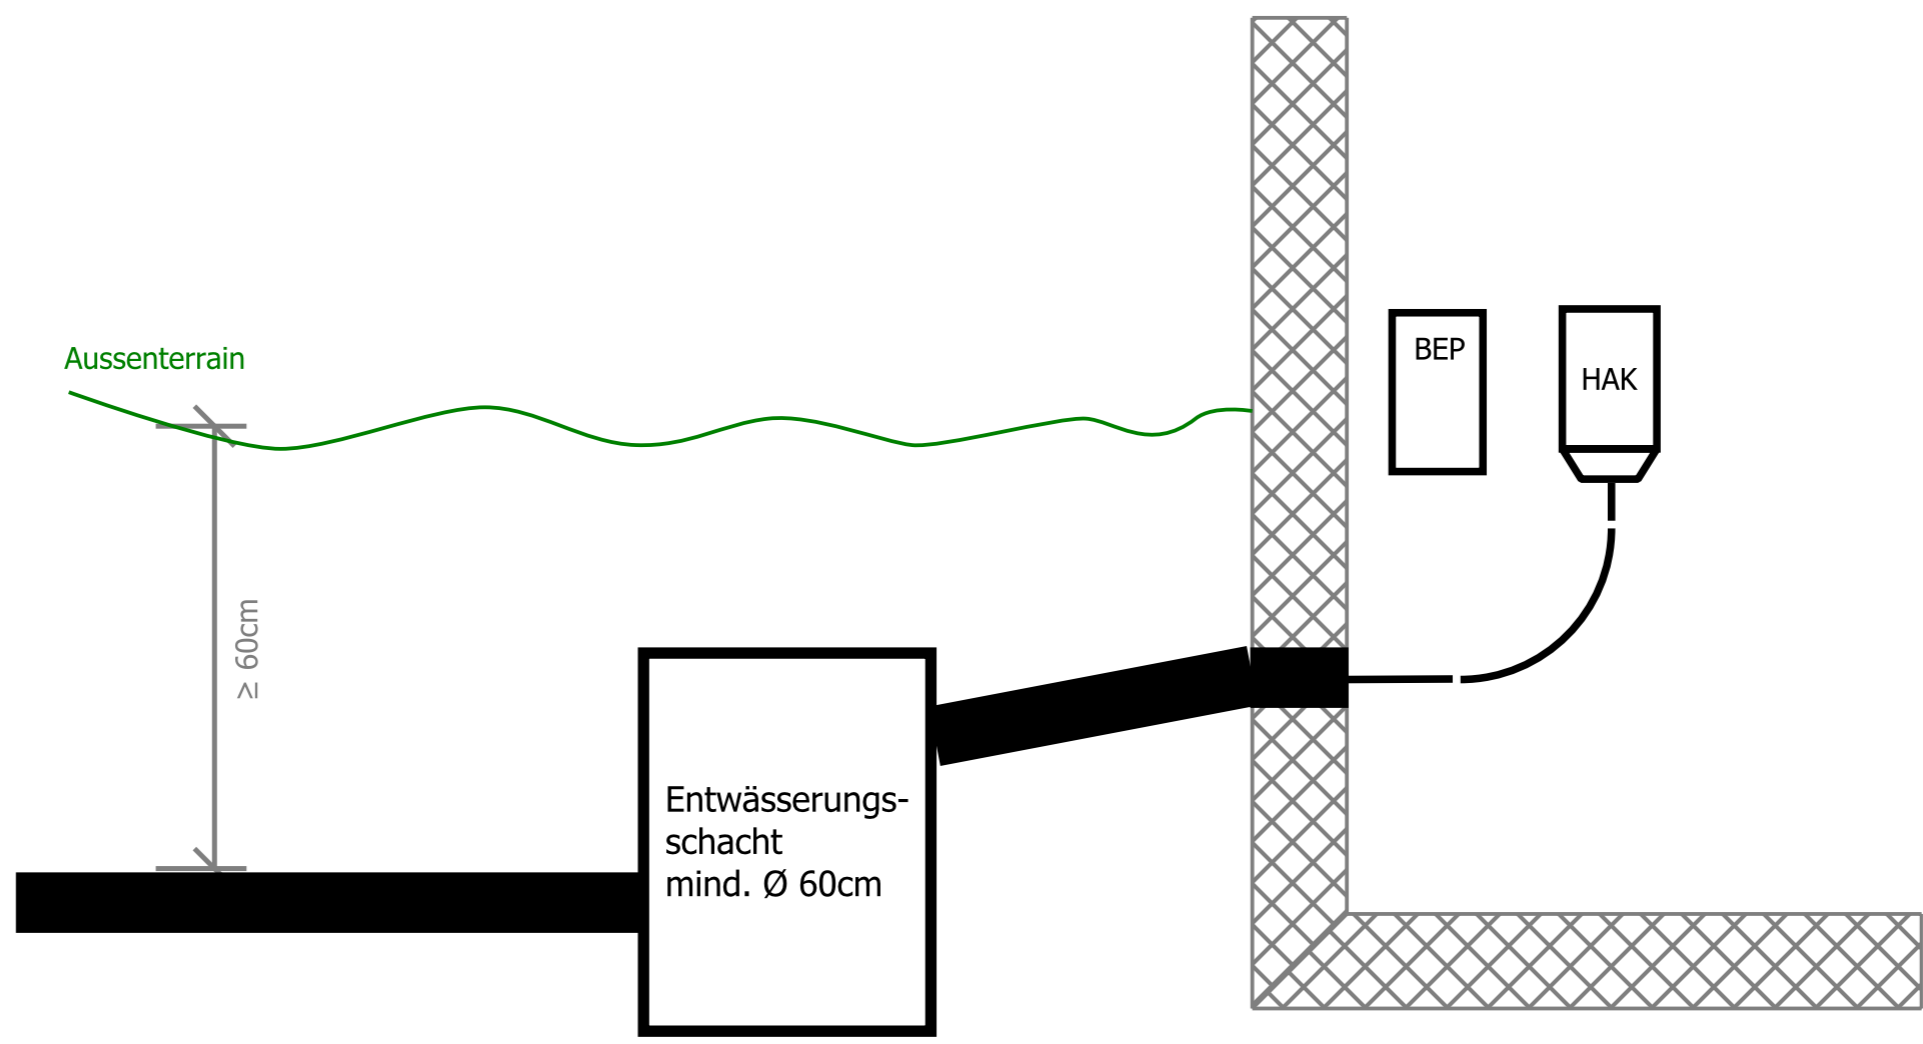 Aussenterrain
BEP
HAK
≥ 60cm
Entwässerungs-
schacht
mind. Ø 60cm